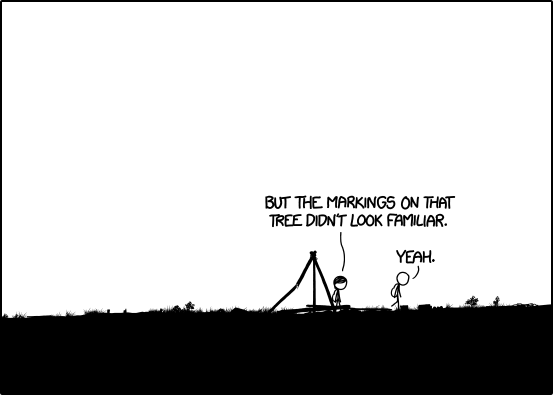 BUT THE MARKINGS ON THAT
TREE DIDN'T LOOK FAMILIAR.
YEAH.